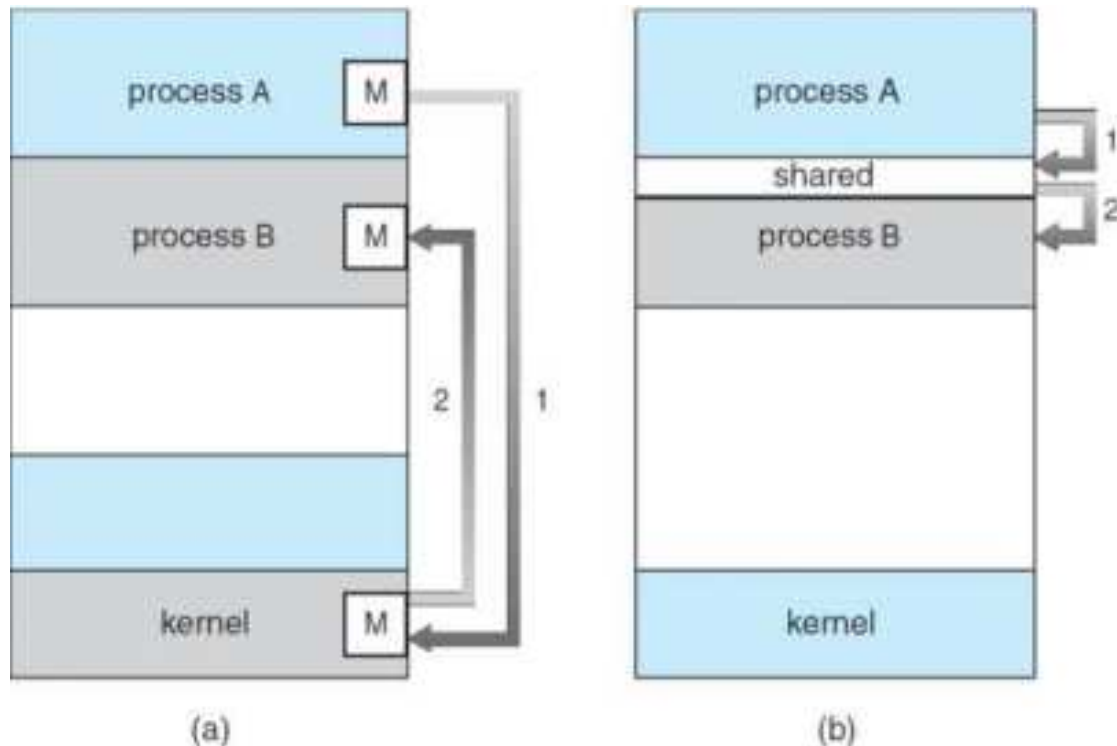 process A
M
process B
M
2
1
kernel
M
(a)
process A
1
shared
2
process B
kernel
(b)